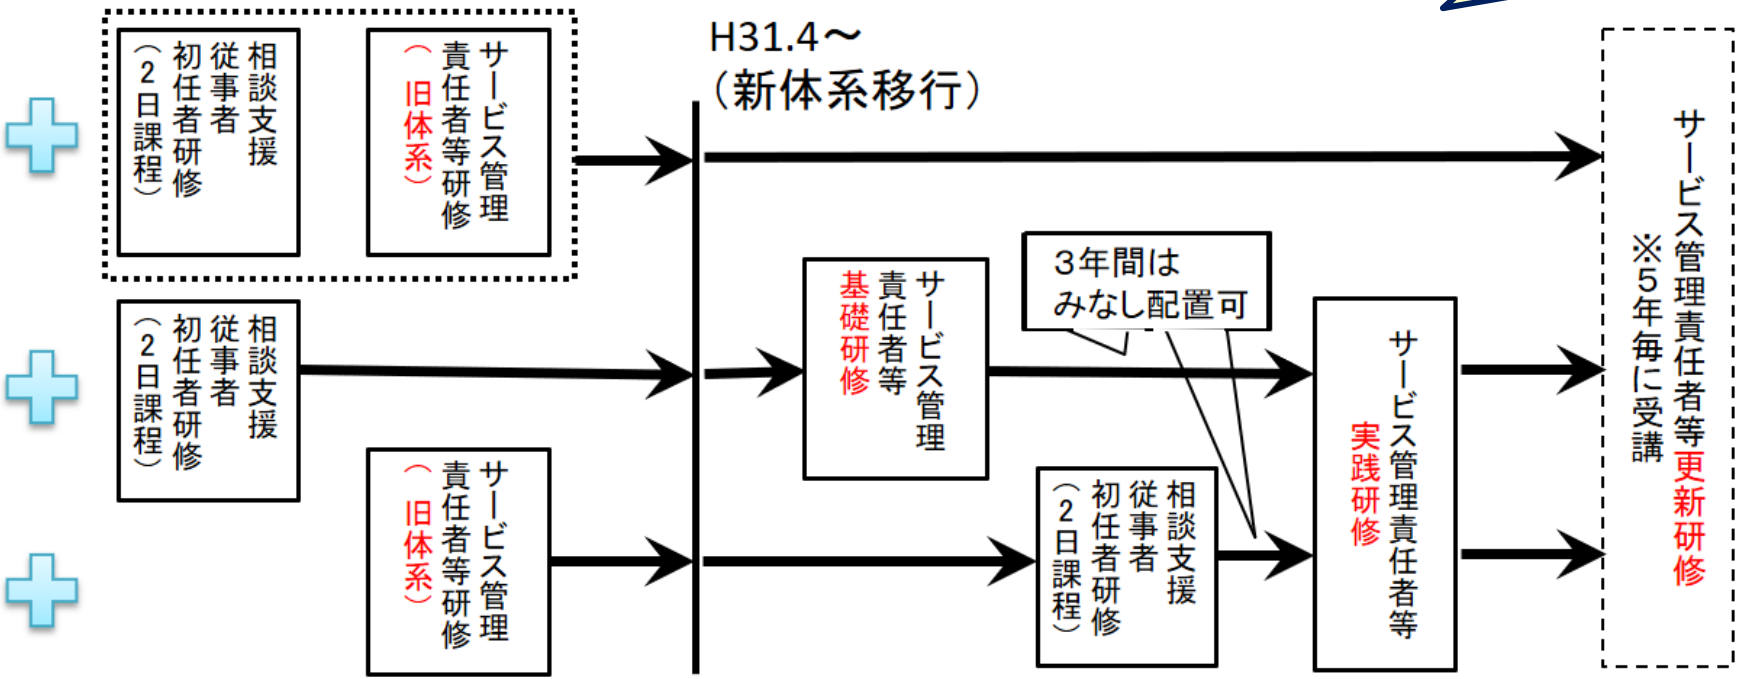 相談支援
従事者
初任者研修
（２日課程）
サービス管理
責任者等研修
（旧体系）
H31.4～
（新体系移行）
相談支援
従事者
初任者研修
（２日課程）
サービス管理
責任者等研修
（旧体系）
サービス管理
責任者等
基礎研修
３年間は
みなし配置可
相談支援
従事者
初任者研修
（２日課程）
サービス管理責任者等
実践研修
サービス管理責任者等更新研修
※５年毎に受講